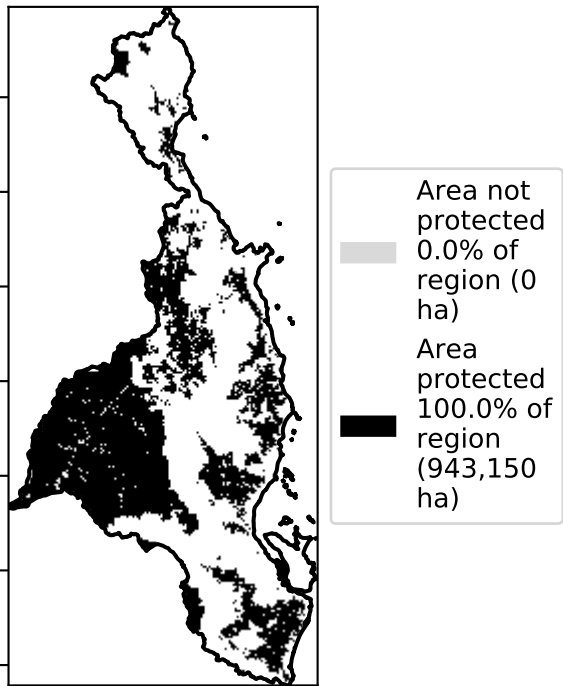 Area not
protected
0.0% of
region (0
ha)
Area
protected
100.0% of
region
(943,150
ha)